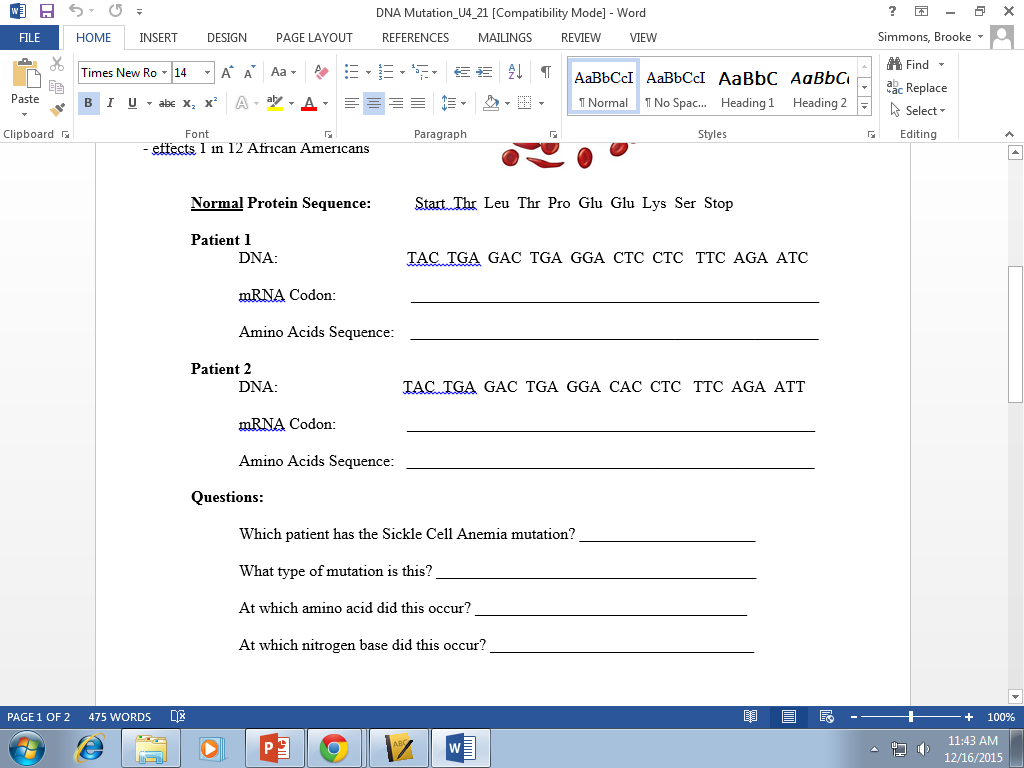 DNA Mutation_U4_21 [Compatibility Mode] - Word
FILE HOME INSERT DESIGN PAGE LAYOUT REFERENCES MAILINGS REVIEW VIEW Simmons, Brooke
Times New Ro 14 Aa
AaBbCcI AaBbCcI AaBbC AaBbCc
Find
Replace
Select
Paste
B I U abc X₂ X² A ab A
¶ Normal ¶ No Spac... Heading 1 Heading 2
Clipboard Font Paragraph Styles Editing
- effects 1 in 12 African Americans
Normal Protein Sequence: Start Thr Leu Thr Pro Glu Glu Lys Ser Stop
Patient 1
DNA: TAC TGA GAC TGA GGA CTC CTC TTC AGA ATC
mRNA Codon:
Amino Acids Sequence:
Patient 2
DNA: TAC TGA GAC TGA GGA CAC CTC TTC AGA ATT
mRNA Codon:
Amino Acids Sequence:
Questions:
Which patient has the Sickle Cell Anemia mutation?
What type of mutation is this?
At which amino acid did this occur?
At which nitrogen base did this occur?
PAGE 1 OF 2 475 WORDS 100%
11:43 AM
12/16/2015